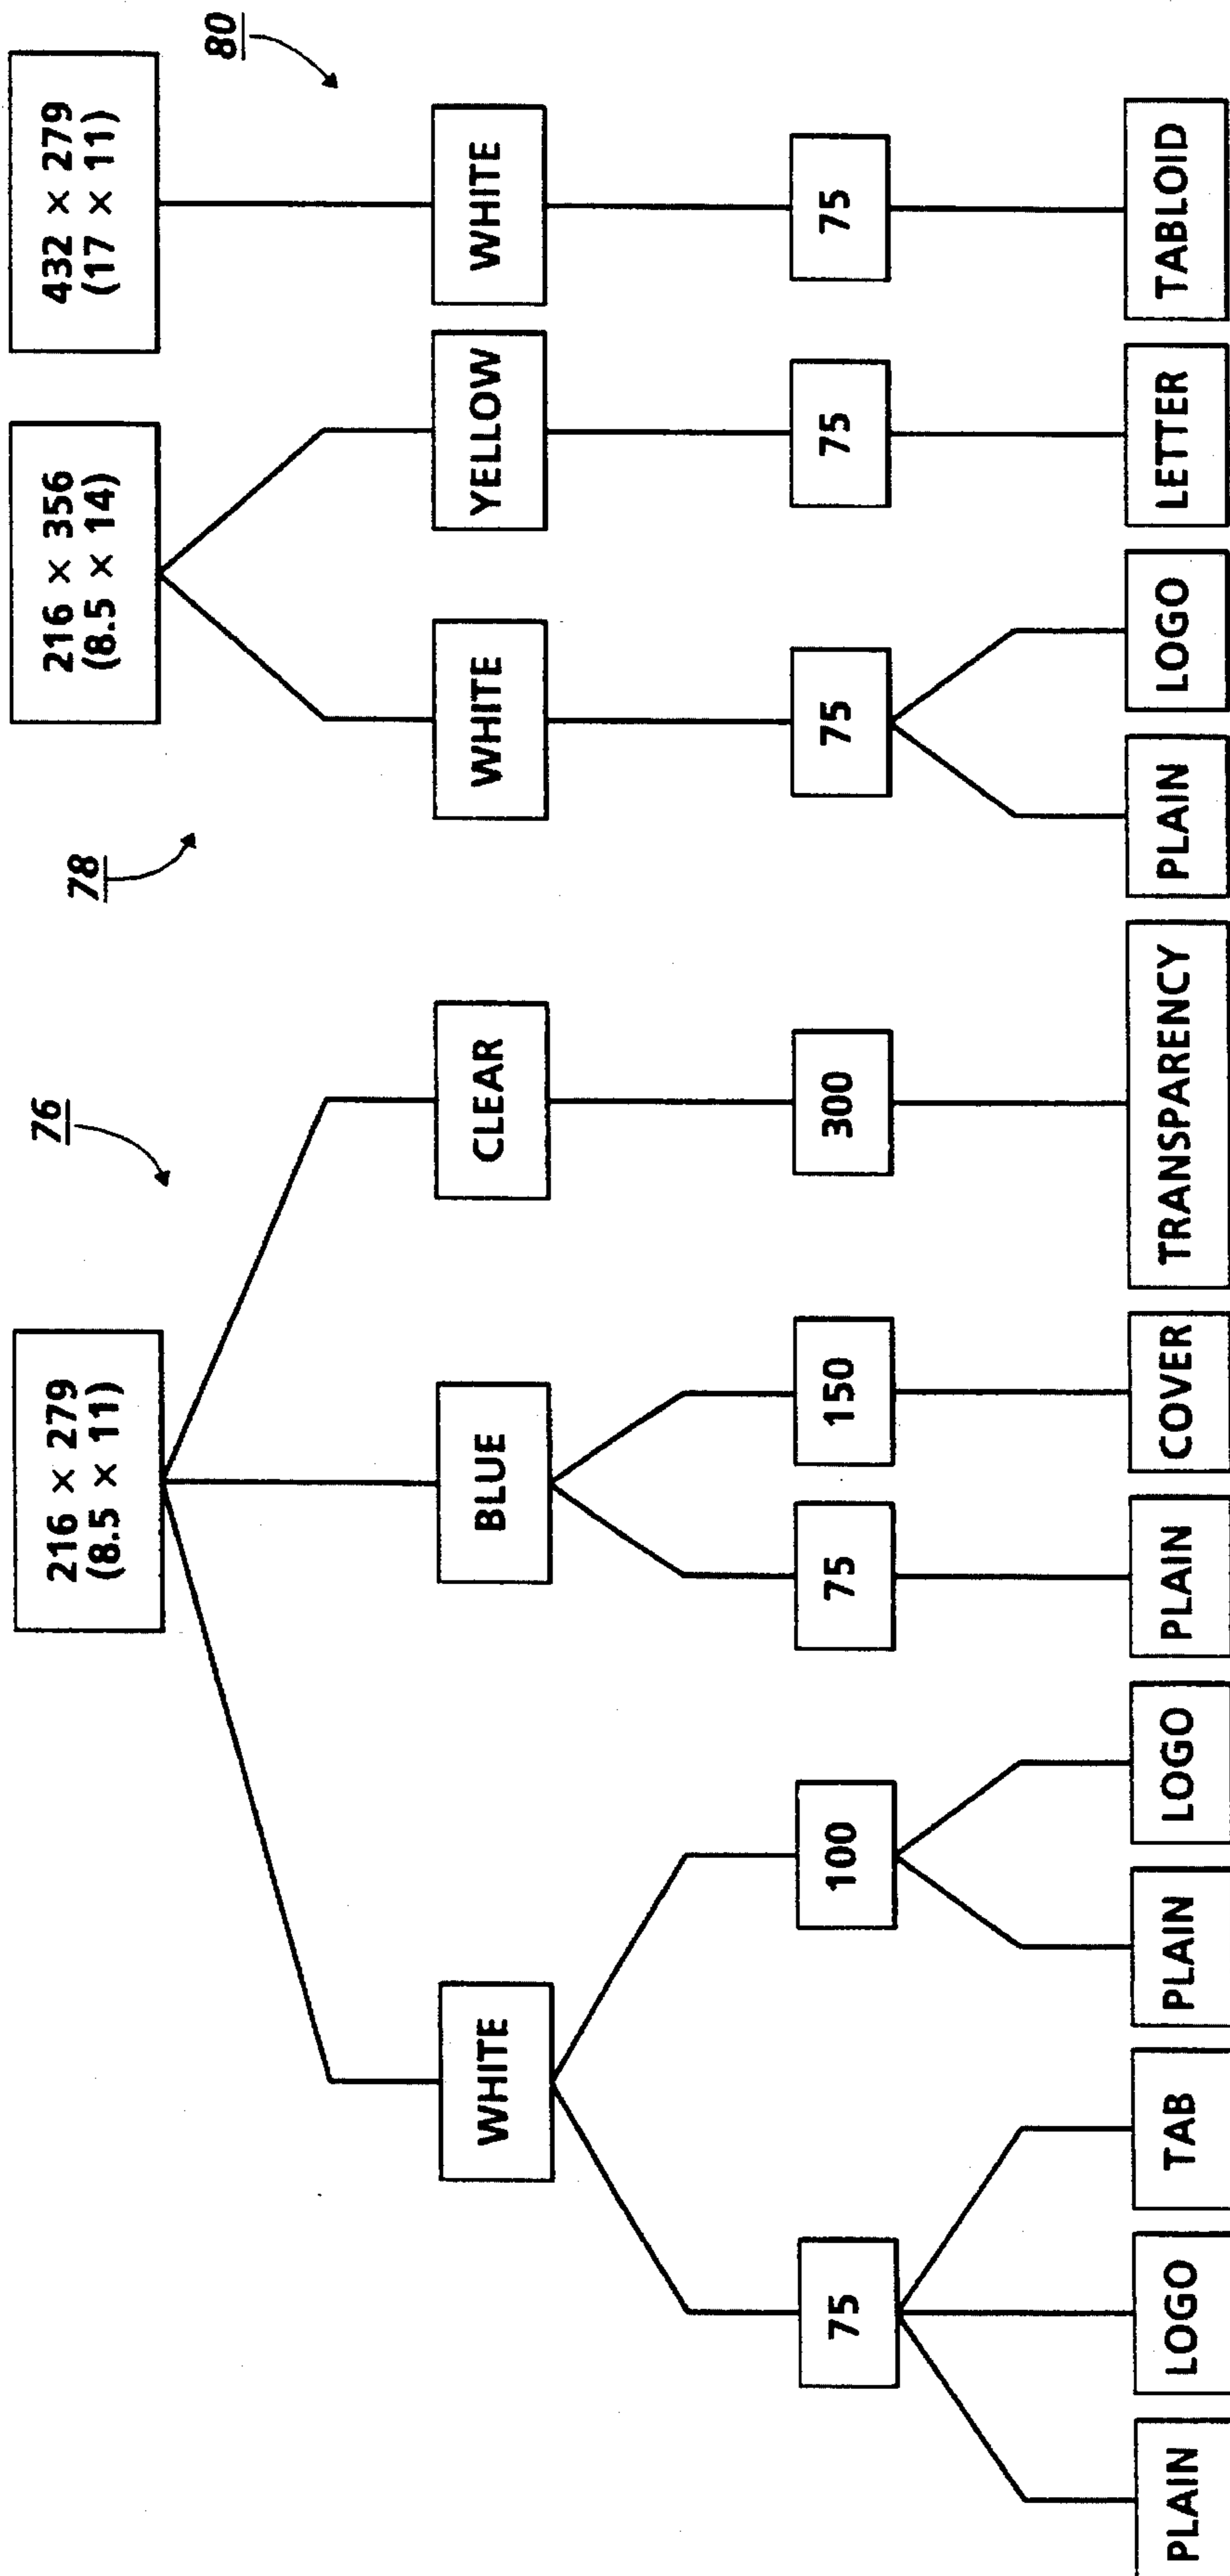 76
78
80
216 × 279
(8.5 × 11)
216 × 356
(8.5 × 14)
432 × 279
(17 × 11)
WHITE
BLUE
CLEAR
WHITE
YELLOW
WHITE
75
100
75
150
300
75
75
75
PLAIN
LOGO
TAB
PLAIN
LOGO
PLAIN
COVER
TRANSPARENCY
PLAIN
LOGO
LETTER
TABLOID